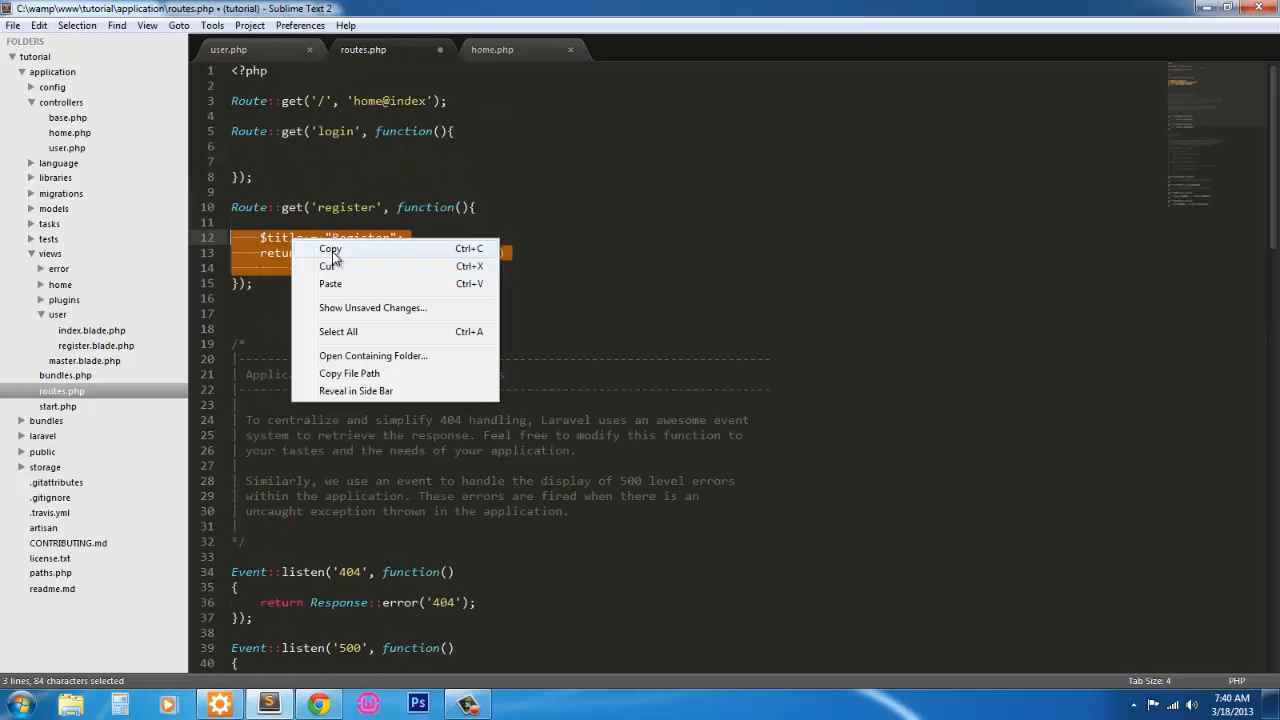 C:\wamp\www\tutorial\application\routes.php • (tutorial) - Sublime Text 2
File Edit Selection Find View Goto Tools Project Preferences Help
FOLDERS
tutorial
application
config
controllers
base.php
home.php
user.php
language
libraries
migrations
models
tasks
tests
views
error
home
plugins
user
index.blade.php
register.blade.php
master.blade.php
bundles.php
routes.php
start.php
bundles
laravel
public
storage
.gitattributes
.gitignore
.travis.yml
artisan
CONTRIBUTING.md
license.txt
paths.php
readme.md
user.php × routes.php • home.php ×
1 <?php
2
3 Route::get('/', 'home@index');
4
5 Route::get('login', function(){
6
7
8 });
9
10 Route::get('register', function(){
11
12 $title = "Register";
13 retur )
14
15 });
16
17
18
19 /*
20 |--------------------------------------------------------------------------
21 | Applic s
22 |--------------------------------------------------------------------------
23 |
24 | To centralize and simplify 404 handling, Laravel uses an awesome event
25 | system to retrieve the response. Feel free to modify this function to
26 | your tastes and the needs of your application.
27 |
28 | Similarly, we use an event to handle the display of 500 level errors
29 | within the application. These errors are fired when there is an
30 | uncaught exception thrown in the application.
31 |
32 */
33
34 Event::listen('404', function()
35 {
36 return Response::error('404');
37 });
38
39 Event::listen('500', function()
40 {
Copy Ctrl+C
Cut Ctrl+X
Paste Ctrl+V
Show Unsaved Changes...
Select All Ctrl+A
Open Containing Folder...
Copy File Path
Reveal in Side Bar
3 lines, 84 characters selected Tab Size: 4 PHP
S Ps
7:40 AM
3/18/2013